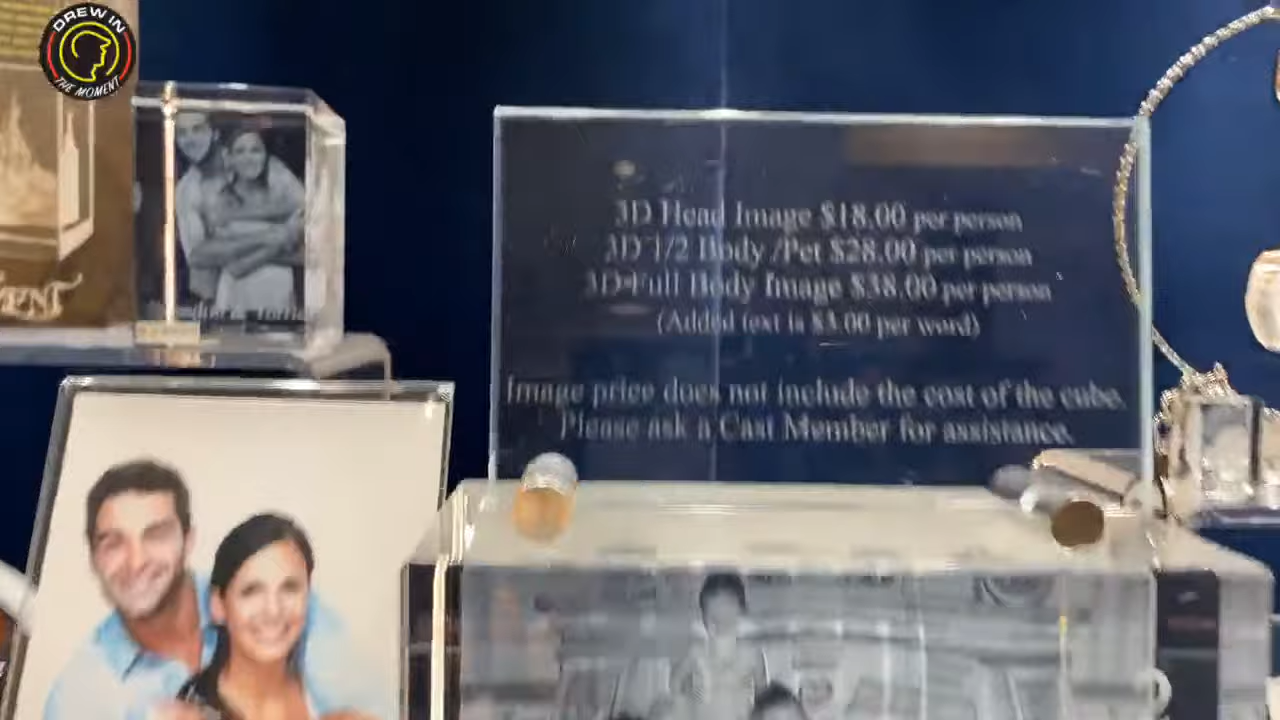 DREW IN
THE MOMENT
3D Head Image $18.00 per person
3D 1/2 Body /Pet $28.00 per person
3D Full Body Image $38.00 per person
(Added text is $3.00 per word)
Image price does not include the cost of the cube.
Please ask a Cast Member for assistance.